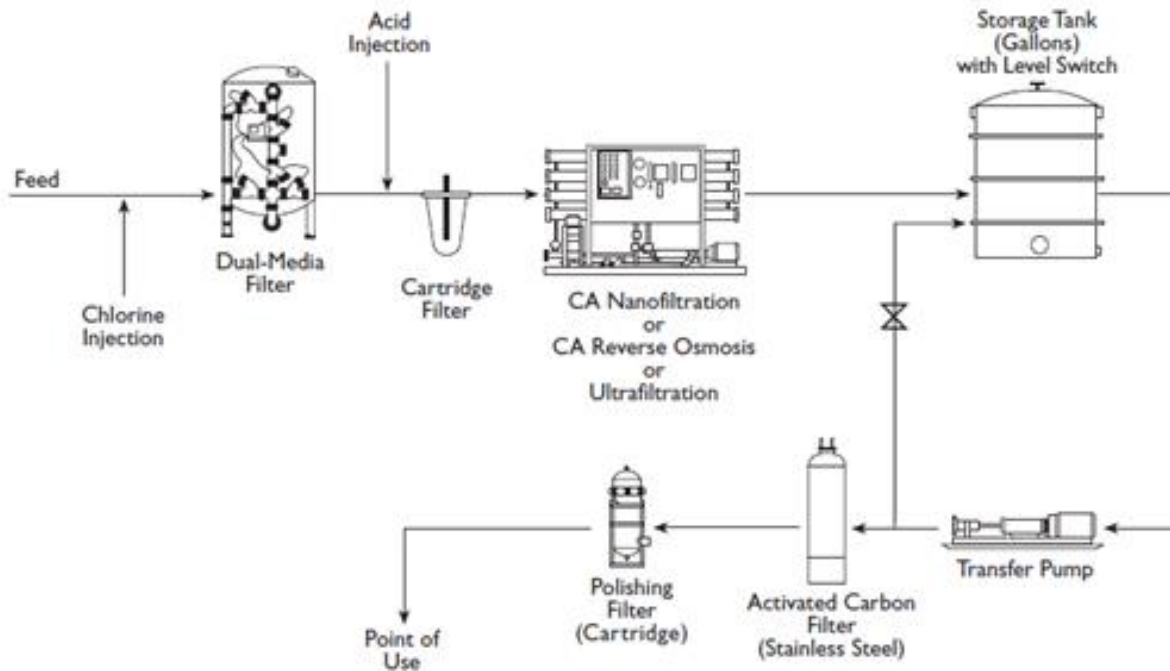 Acid
Injection
Storage Tank
(Gallons)
with Level Switch
Feed
Dual-Media
Filter
Cartridge
Filter
Chlorine
Injection
CA Nanofiltration
or
CA Reverse Osmosis
or
Ultrafiltration
Transfer Pump
Activated Carbon
Filter
(Stainless Steel)
Polishing
Filter
(Cartridge)
Point of
Use